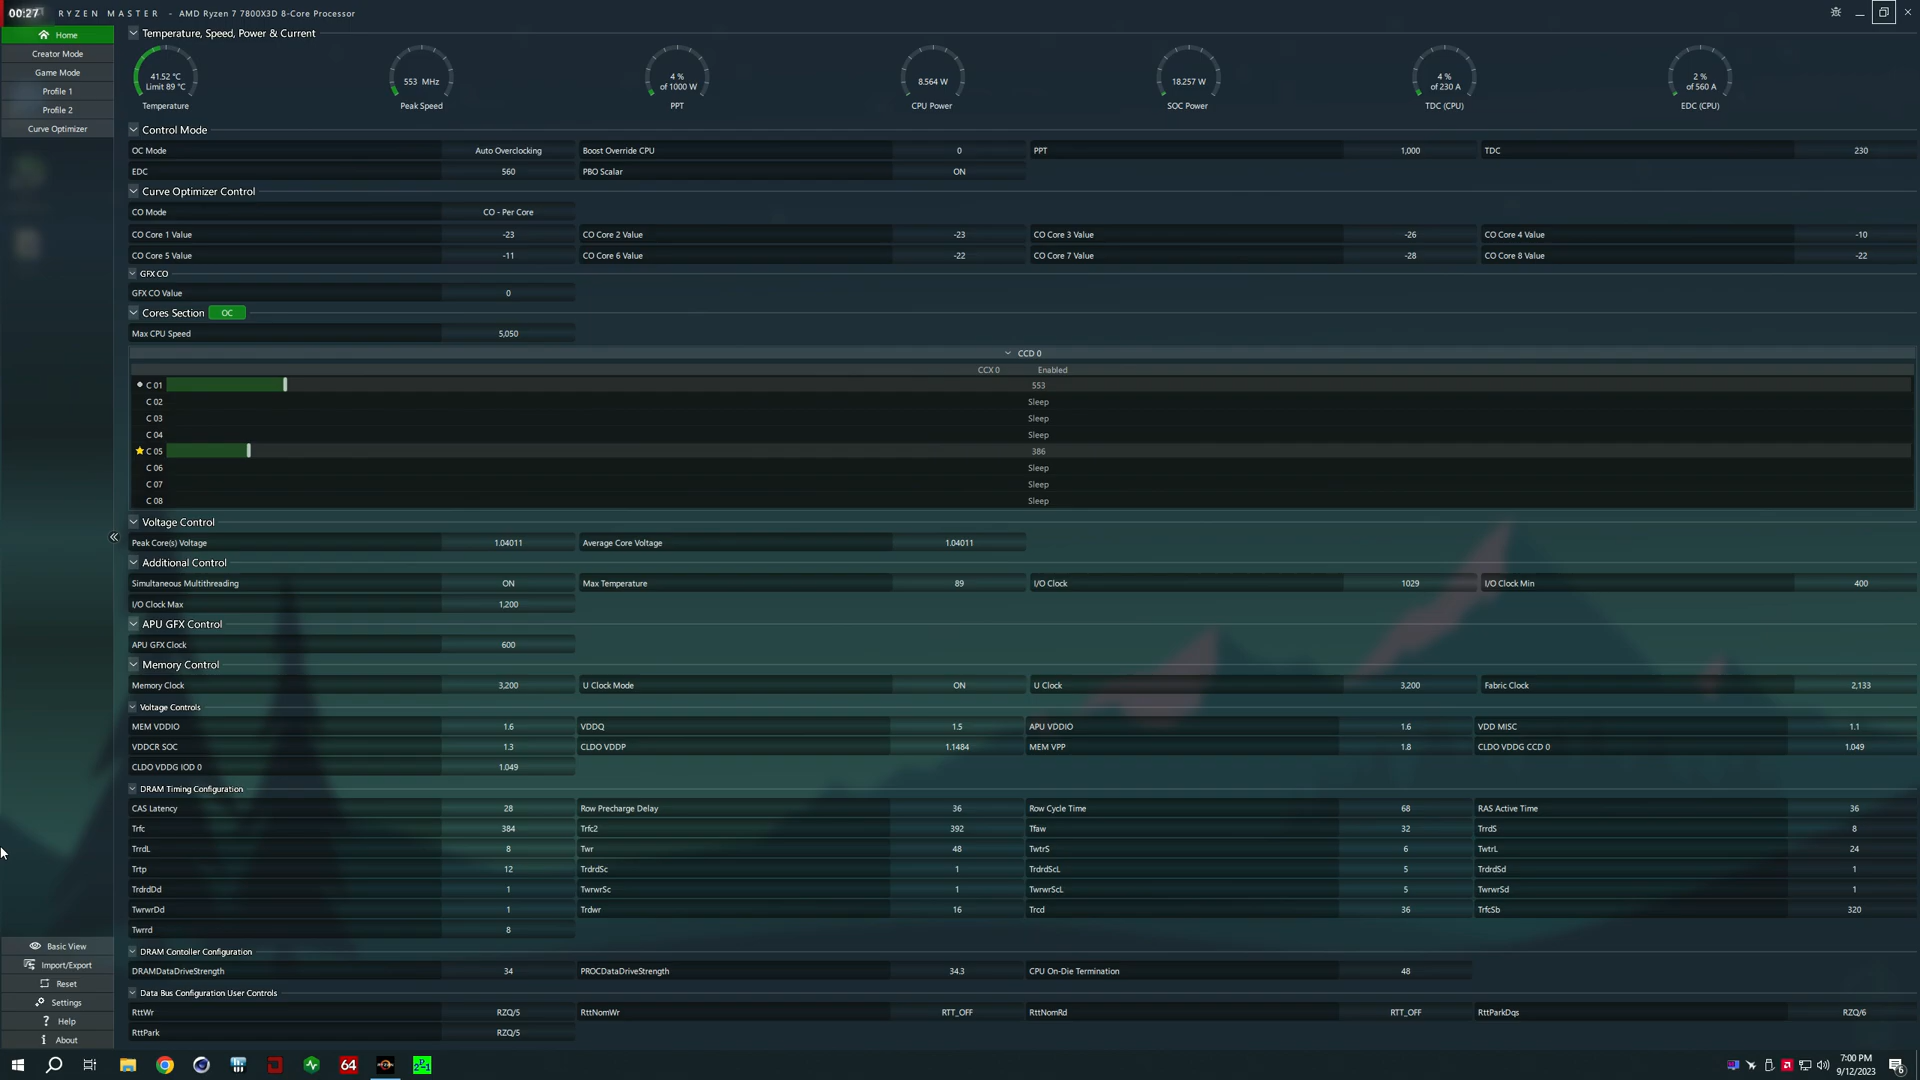 00:27 RYZEN MASTER - AMD Ryzen 7 7800X3D 8-Core Processor
Home
Creator Mode
Game Mode
Profile 1
Profile 2
Curve Optimizer
Temperature, Speed, Power & Current
41.52 °C
Limit 89 °C
Temperature
553 MHz
Peak Speed
4 %
of 1000 W
PPT
8.564 W
CPU Power
18.257 W
SOC Power
4 %
of 230 A
TDC (CPU)
2 %
of 560 A
EDC (CPU)
Control Mode
OC Mode Auto Overclocking Boost Override CPU 0 PPT 1,000 TDC 230
EDC 560 PBO Scalar ON
Curve Optimizer Control
CO Mode CO - Per Core
CO Core 1 Value -23 CO Core 2 Value -23 CO Core 3 Value -26 CO Core 4 Value -10
CO Core 5 Value -11 CO Core 6 Value -22 CO Core 7 Value -28 CO Core 8 Value -22
GFX CO
GFX CO Value 0
Cores Section OC
Max CPU Speed 5,050
CCD 0
CCX 0 Enabled
C 01 553
C 02 Sleep
C 03 Sleep
C 04 Sleep
C 05 386
C 06 Sleep
C 07 Sleep
C 08 Sleep
Voltage Control
Peak Core(s) Voltage 1.04011 Average Core Voltage 1.04011
Additional Control
Simultaneous Multithreading ON Max Temperature 89 I/O Clock 1029 I/O Clock Min 400
I/O Clock Max 1,200
APU GFX Control
APU GFX Clock 600
Memory Control
Memory Clock 3,200 U Clock Mode ON U Clock 3,200 Fabric Clock 2,133
Voltage Controls
MEM VDDIO 1.6 VDDQ 1.5 APU VDDIO 1.6 VDD MISC 1.1
VDDCR SOC 1.3 CLDO VDDP 1.1484 MEM VPP 1.8 CLDO VDDG CCD 0 1.049
CLDO VDDG IOD 0 1.049
DRAM Timing Configuration
CAS Latency 28 Row Precharge Delay 36 Row Cycle Time 68 RAS Active Time 36
Trfc 384 Trfc2 392 Tfaw 32 TrrdS 8
TrrdL 8 Twr 48 TwtrS 6 TwtrL 24
Trtp 12 TrdrdSc 1 TrdrdScL 5 TrdrdSd 1
TrdrdDd 1 TwrwrSc 1 TwrwrScL 5 TwrwrSd 1
TwrwrDd 1 Trdwr 16 Trcd 36 TrfcSb 320
Twrrd 8
DRAM Contoller Configuration
DRAMDataDriveStrength 34 PROCDataDriveStrength 34.3 CPU On-Die Termination 48
Data Bus Configuration User Controls
RttWr RZQ/5 RttNomWr RTT_OFF RttNomRd RTT_OFF RttParkDqs RZQ/6
RttPark RZQ/5
Basic View
Import/Export
Reset
Settings
Help
About
64
7:00 PM
9/12/2023
6